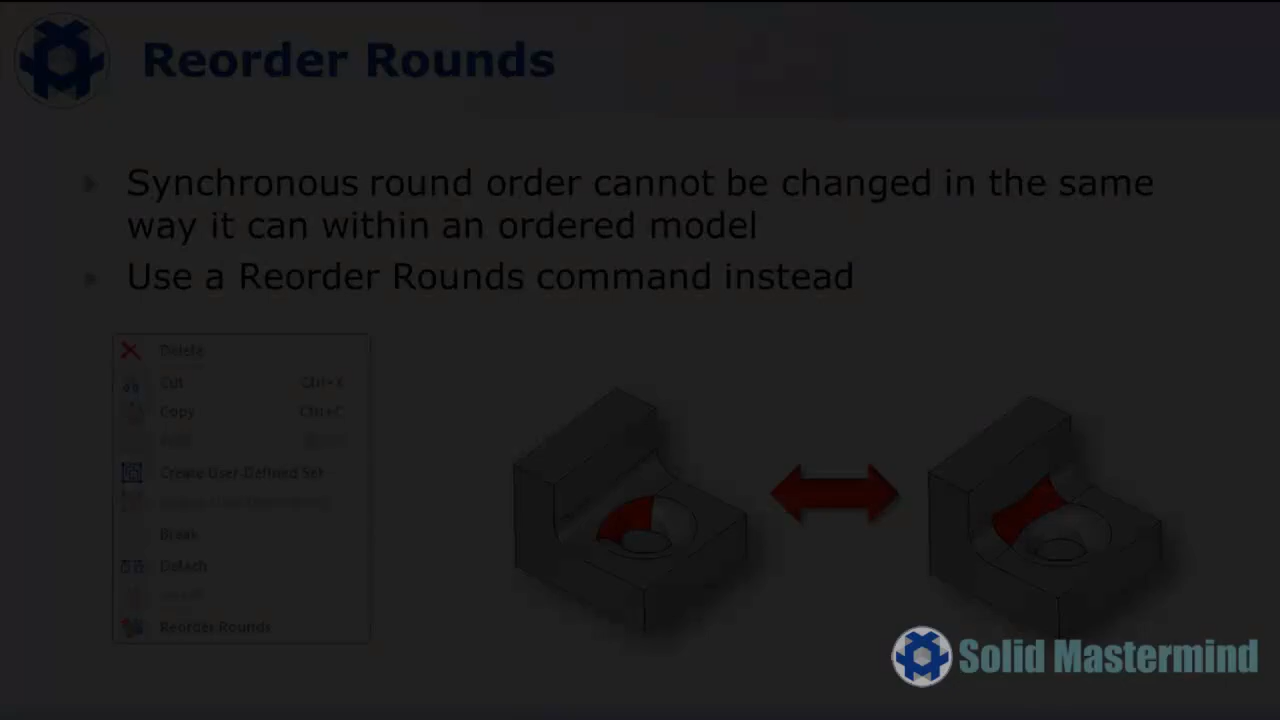 Reorder Rounds
Synchronous round order cannot be changed in the same
way it can within an ordered model
Use a Reorder Rounds command instead
Delete
Cut Ctrl+X
Copy Ctrl+C
Create User-Defined Set
Break
Detach
Reorder Rounds
Solid Mastermind